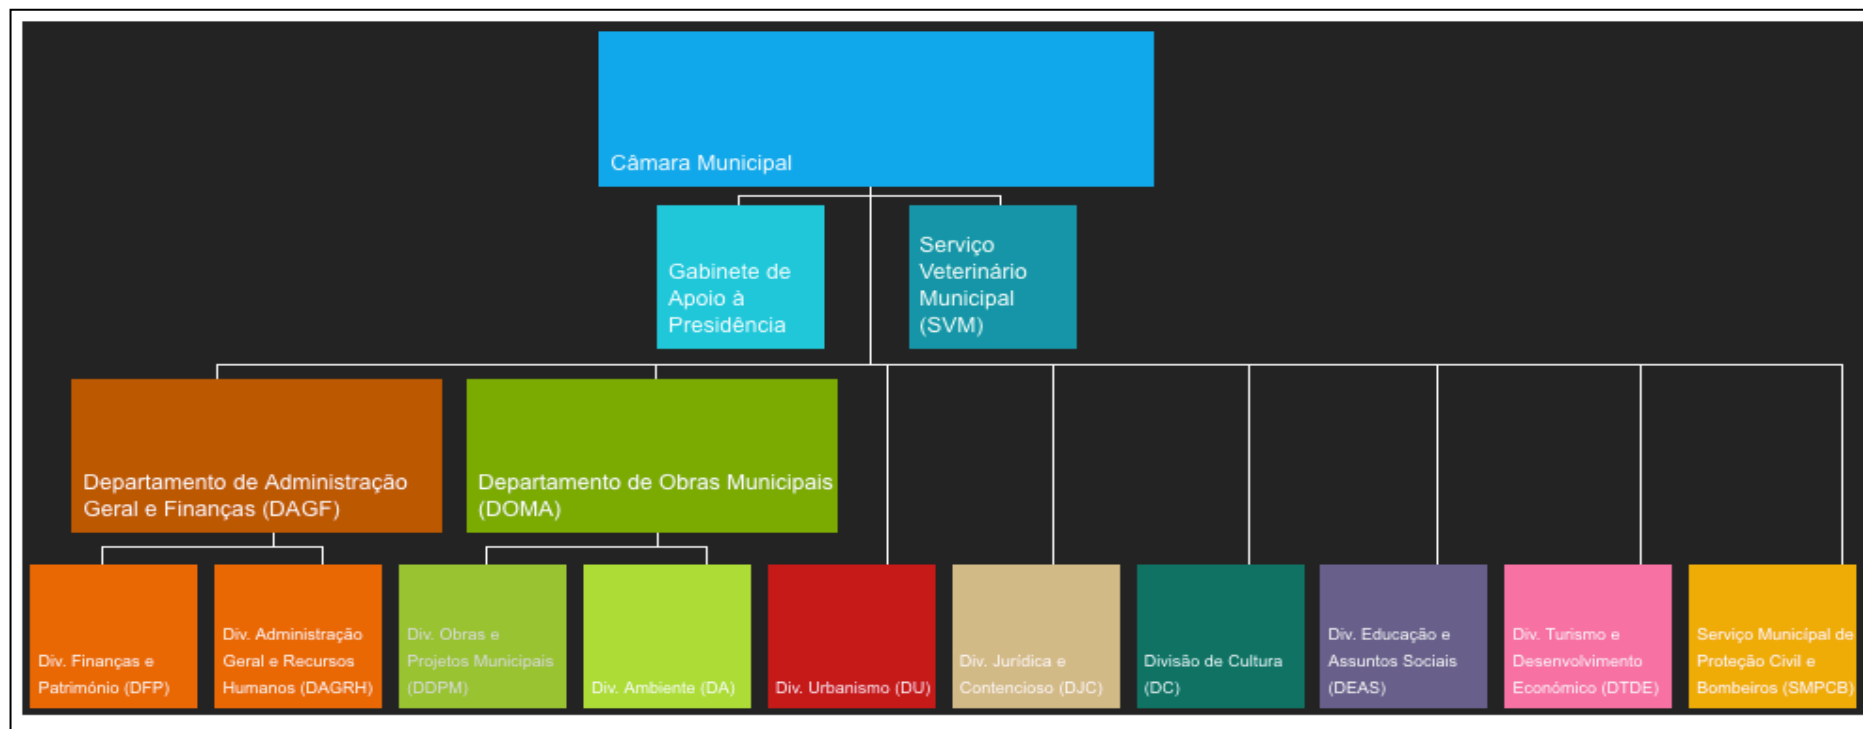 Câmara Municipal
Gabinete de
Apoio à
Presidência
Serviço
Veterinário
Municipal
(SVM)
Departamento de Administração
Geral e Finanças (DAGF)
Departamento de Obras Municipais
(DOMA)
Div. Finanças e
Património (DFP)
Div. Administração
Geral e Recursos
Humanos (DAGRH)
Div. Obras e
Projetos Municipais
(DDPM)
Div. Ambiente (DA)
Div. Urbanismo (DU)
Div. Jurídica e
Contencioso (DJC)
Divisão de Cultura
(DC)
Div. Educação e
Assuntos Sociais
(DEAS)
Div. Turismo e
Desenvolvimento
Económico (DTDE)
Serviço Municípal de
Proteção Civil e
Bombeiros (SMPCB)